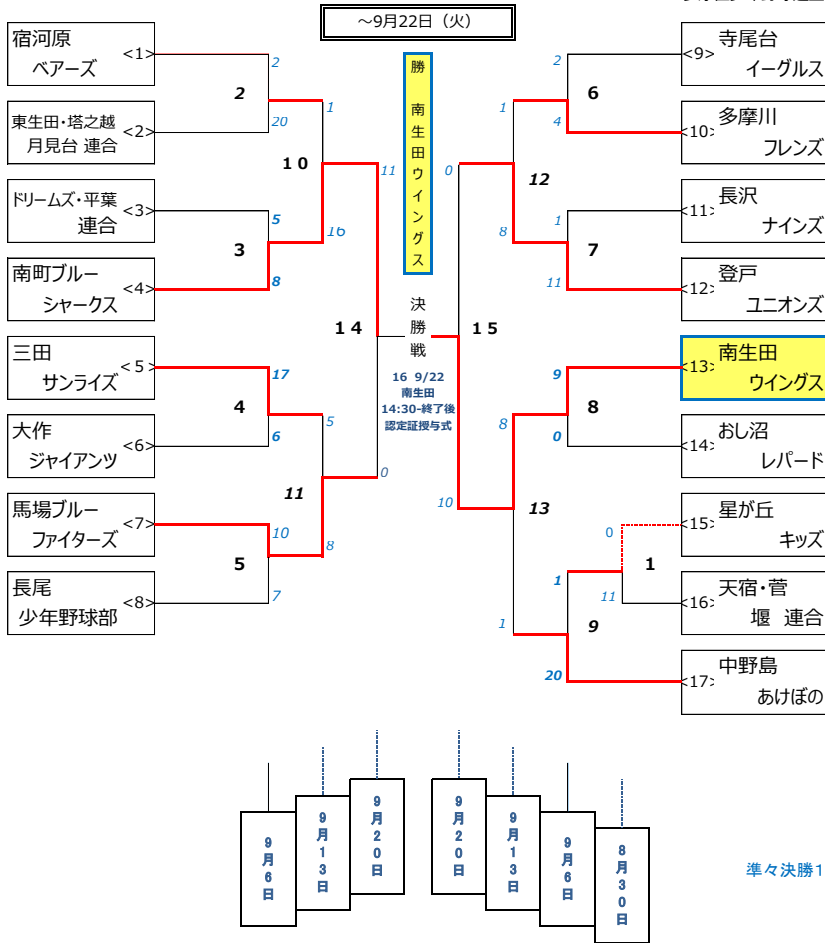 ～9月22日（火）
宿河原
ベアーズ
<1>
東生田・塔之越
月見台 連合
<2>
ドリームズ・平葉
連合
<3>
南町ブルー
シャークス
<4>
三田
サンライズ
<5>
大作
ジャイアンツ
<6>
馬場ブルー
ファイターズ
<7>
長尾
少年野球部
<8>
2
2
20
3
5
8
4
17
6
5
10
7
10
1
16
11
5
8
14
11
0
勝 南生田ウイングス
決勝戦
16 9/22
南生田
14:30-終了後
認定証授与式
15
0
10
12
1
8
13
8
1
6
2
4
7
1
11
8
9
0
9
1
20
1
0
11
<9>
寺尾台
イーグルス
<10>
多摩川
フレンズ
<11>
長沢
ナインズ
<12>
登戸
ユニオンズ
<13>
南生田
ウイングス
<14>
おし沼
レパード
<15>
星が丘
キッズ
<16>
天宿・菅
堰 連合
<17>
中野島
あけぼの
9月6日
9月13日
9月20日
9月20日
9月13日
9月6日
8月30日
準々決勝1